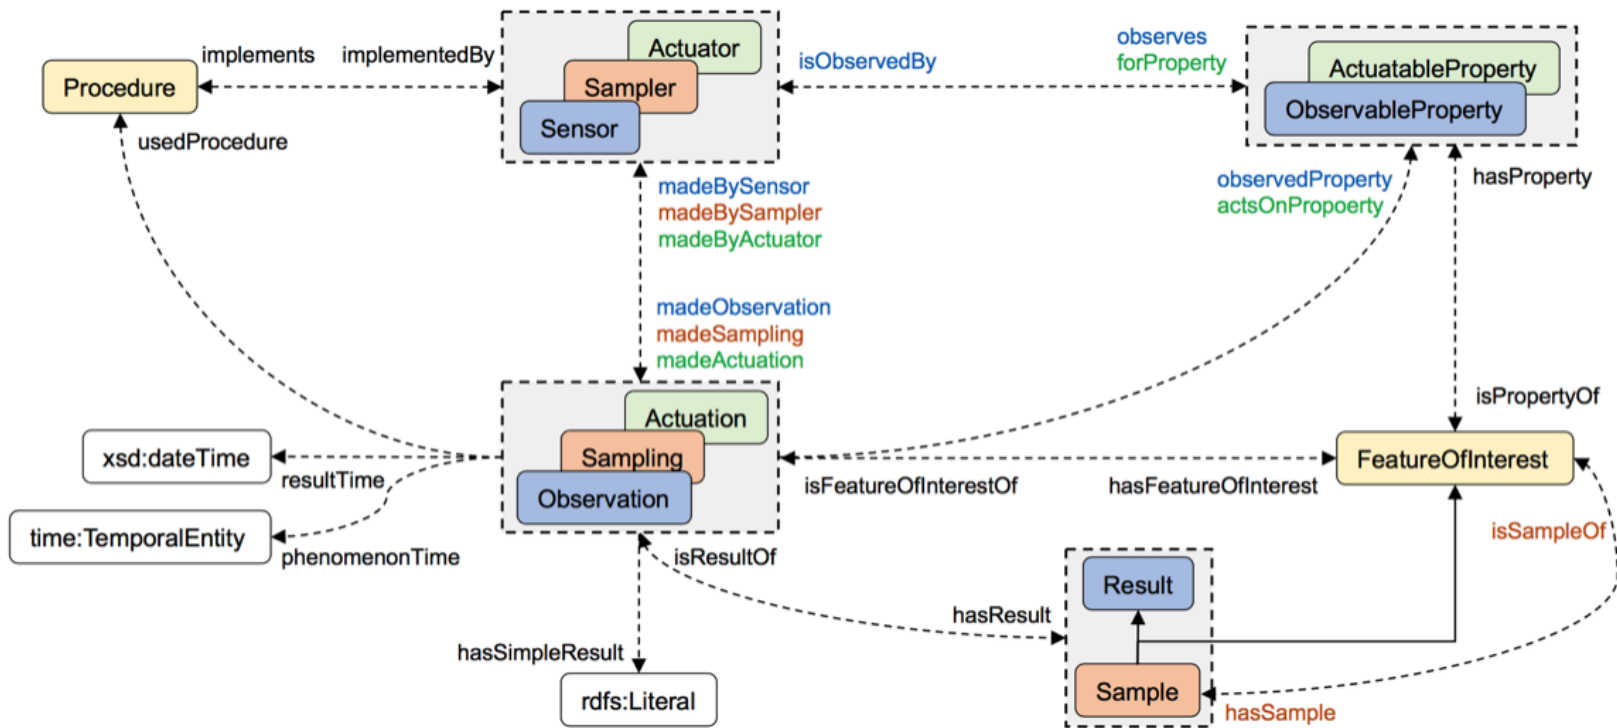 Actuator
Sampler
Sensor
implements
implementedBy
Procedure
usedProcedure
isObservedBy
observes
forProperty
ActuatableProperty
ObservableProperty
madeBySensor
madeBySampler
madeByActuator
observedProperty
actsOnPropoerty
hasProperty
madeObservation
madeSampling
madeActuation
isPropertyOf
Actuation
Sampling
Observation
xsd:dateTime
resultTime
time:TemporalEntity
phenomenonTime
isFeatureOfInterestOf
hasFeatureOfInterest
FeatureOfInterest
isSampleOf
isResultOf
hasResult
Result
Sample
hasSample
hasSimpleResult
rdfs:Literal